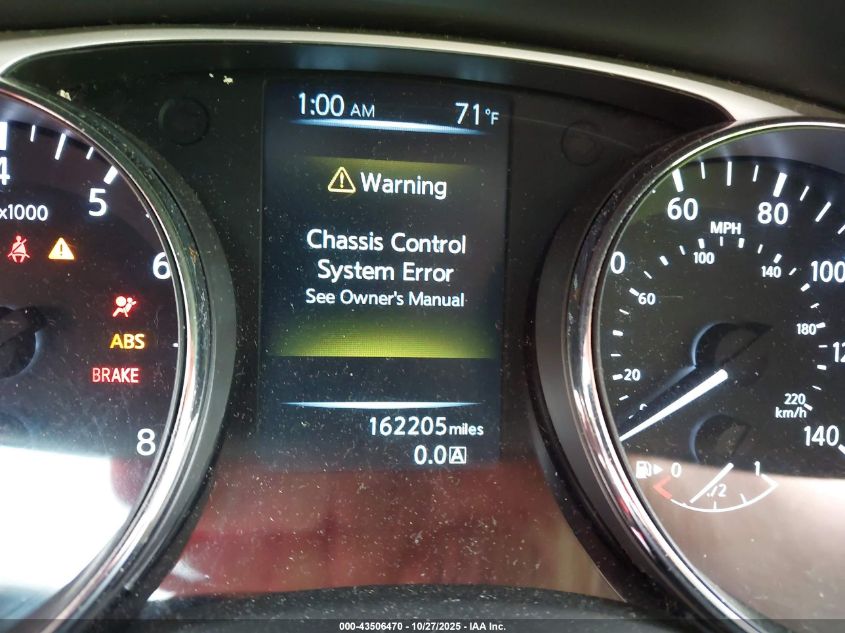 1:00 AM 71°F
Warning
Chassis Control
System Error
See Owner's Manual
162205 miles
0.0 A
4 5 6 8
x1000
ABS
BRAKE
60 80 100 140
MPH
0 20 60 100 140 180 220
km/h
0 1/2 1
000-43506470 - 10/27/2025 - IAA Inc.